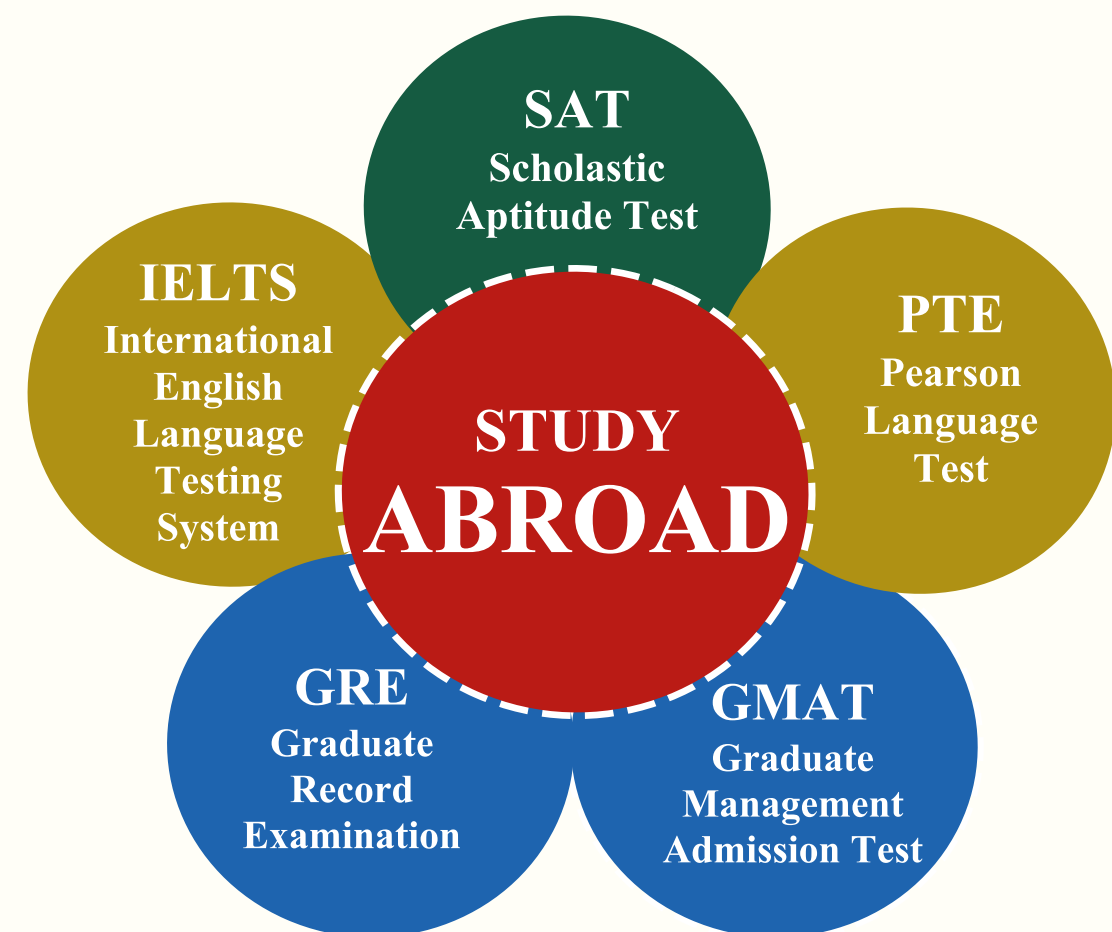 SAT
Scholastic
Aptitude Test
IELTS
International
English
Language
Testing
System
PTE
Pearson
Language
Test
STUDY
ABROAD
GRE
Graduate
Record
Examination
GMAT
Graduate
Management
Admission Test